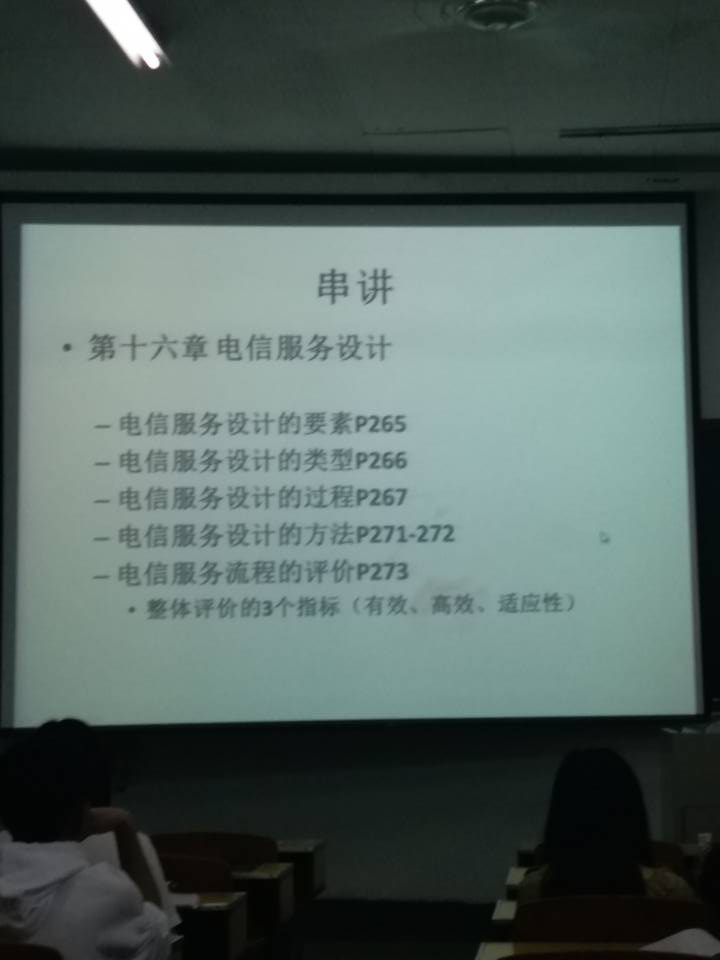 串讲
• 第十六章 电信服务设计
– 电信服务设计的要素P265
– 电信服务设计的类型P266
– 电信服务设计的过程P267
– 电信服务设计的方法P271-272
– 电信服务流程的评价P273
• 整体评价的3个指标（有效、高效、适应性）